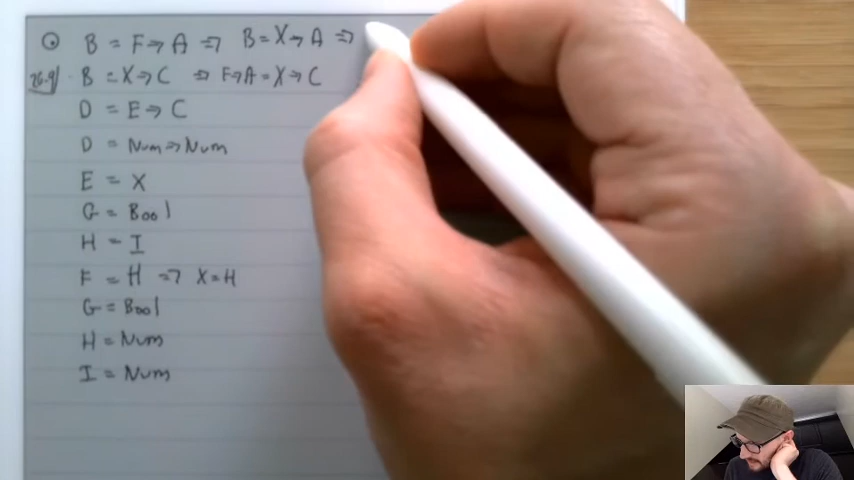 ⊙ B = F → A ⇒ B = X → A ⇒
B = X → C ⇒ F → A = X → C
D = E → C
D = Num → Num
E = X
G = Bool
H = I
F = H ⇒ X = H
G = Bool
H = Num
I = Num